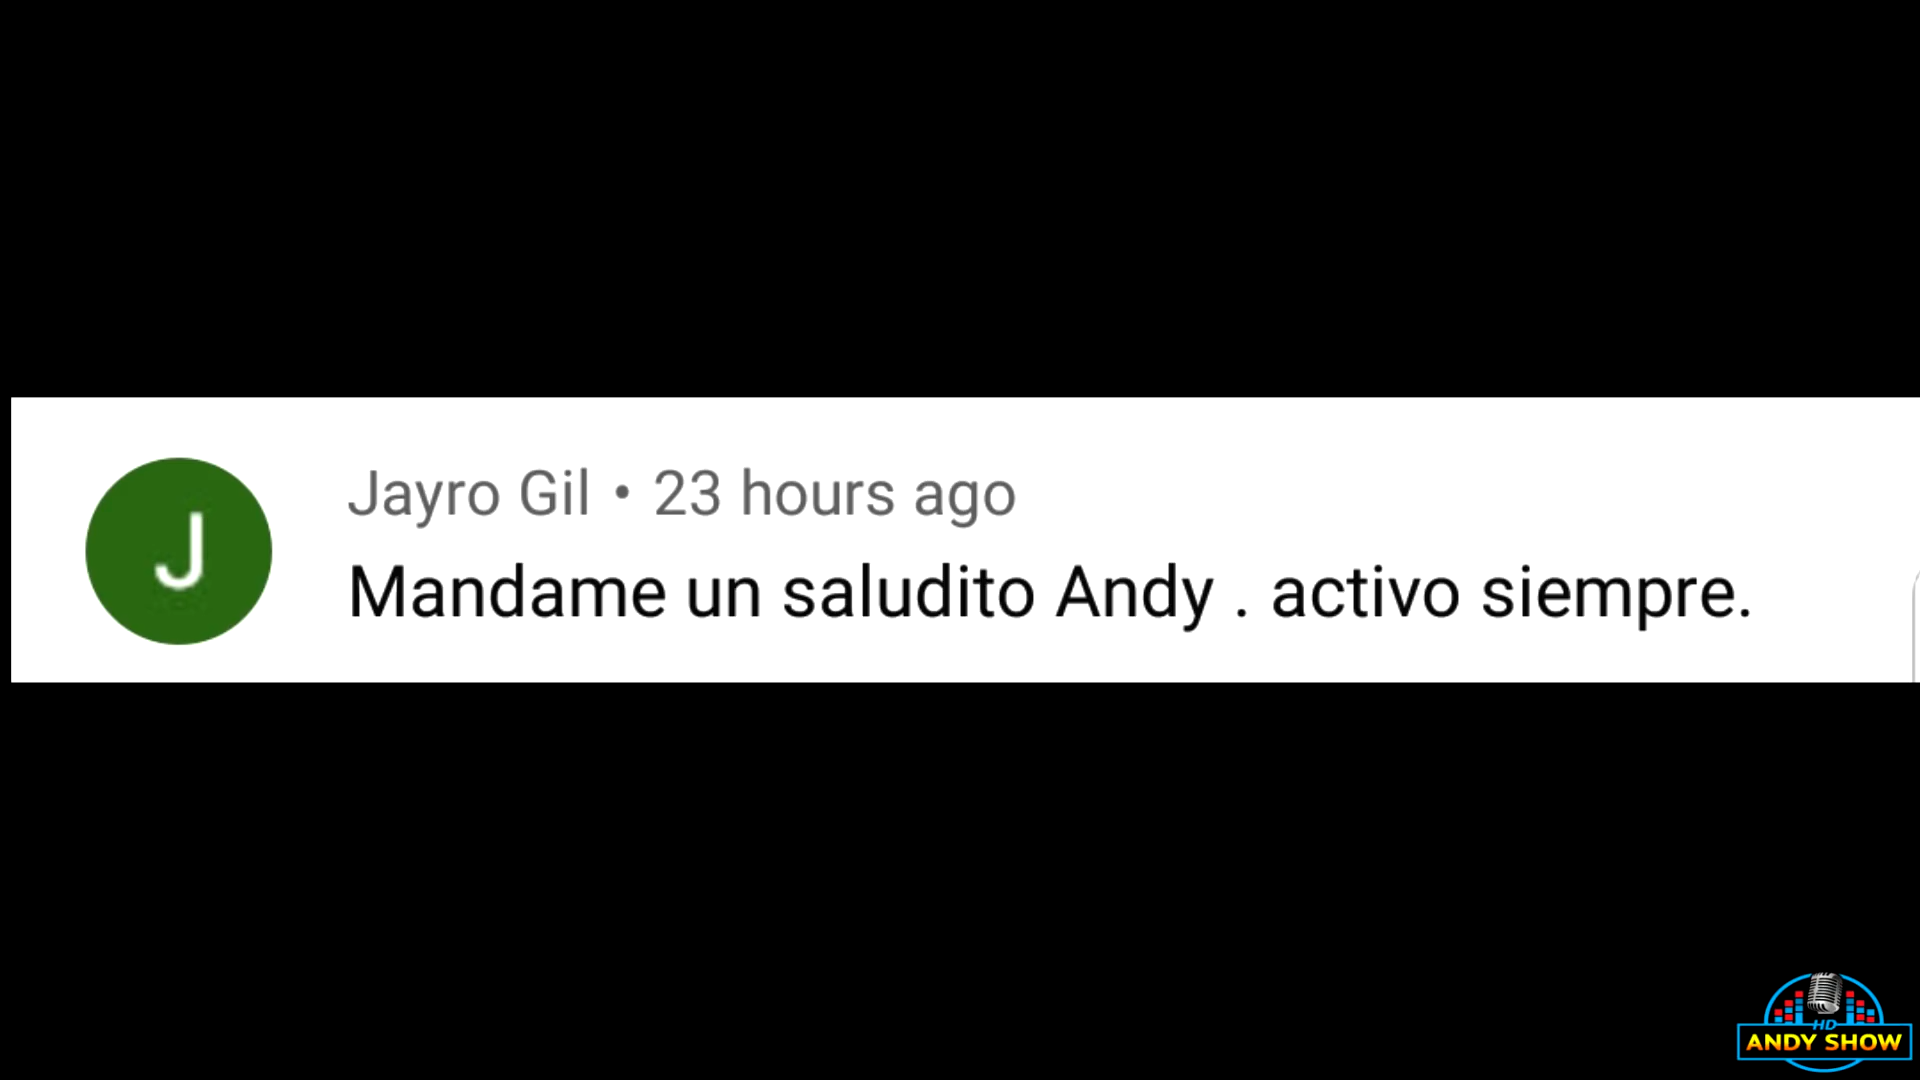 J
Jayro Gil • 23 hours ago
Mandame un saludito Andy . activo siempre.
HD
ANDY SHOW